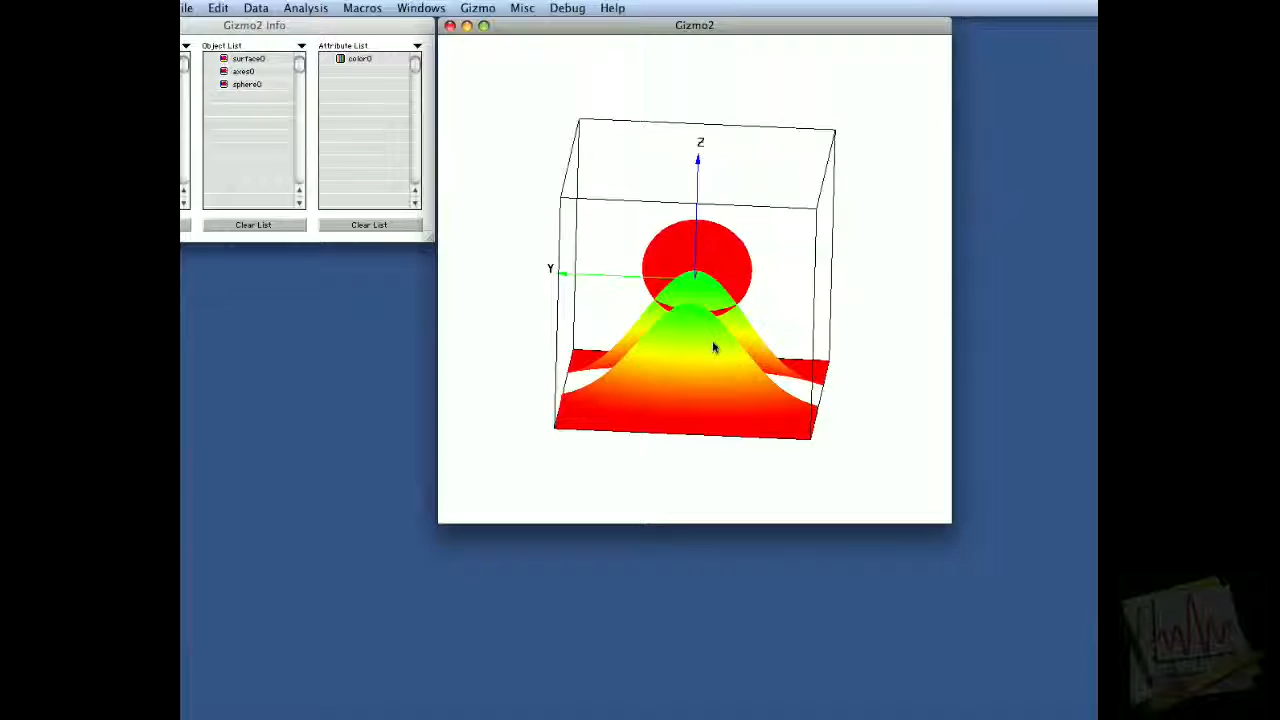 ile Edit Data Analysis Macros Windows Gizmo Misc Debug Help
Gizmo2 Info
Gizmo2
Object List
Attribute List
surface0
color0
axes0
sphere0
Clear List
Clear List
Z
Y